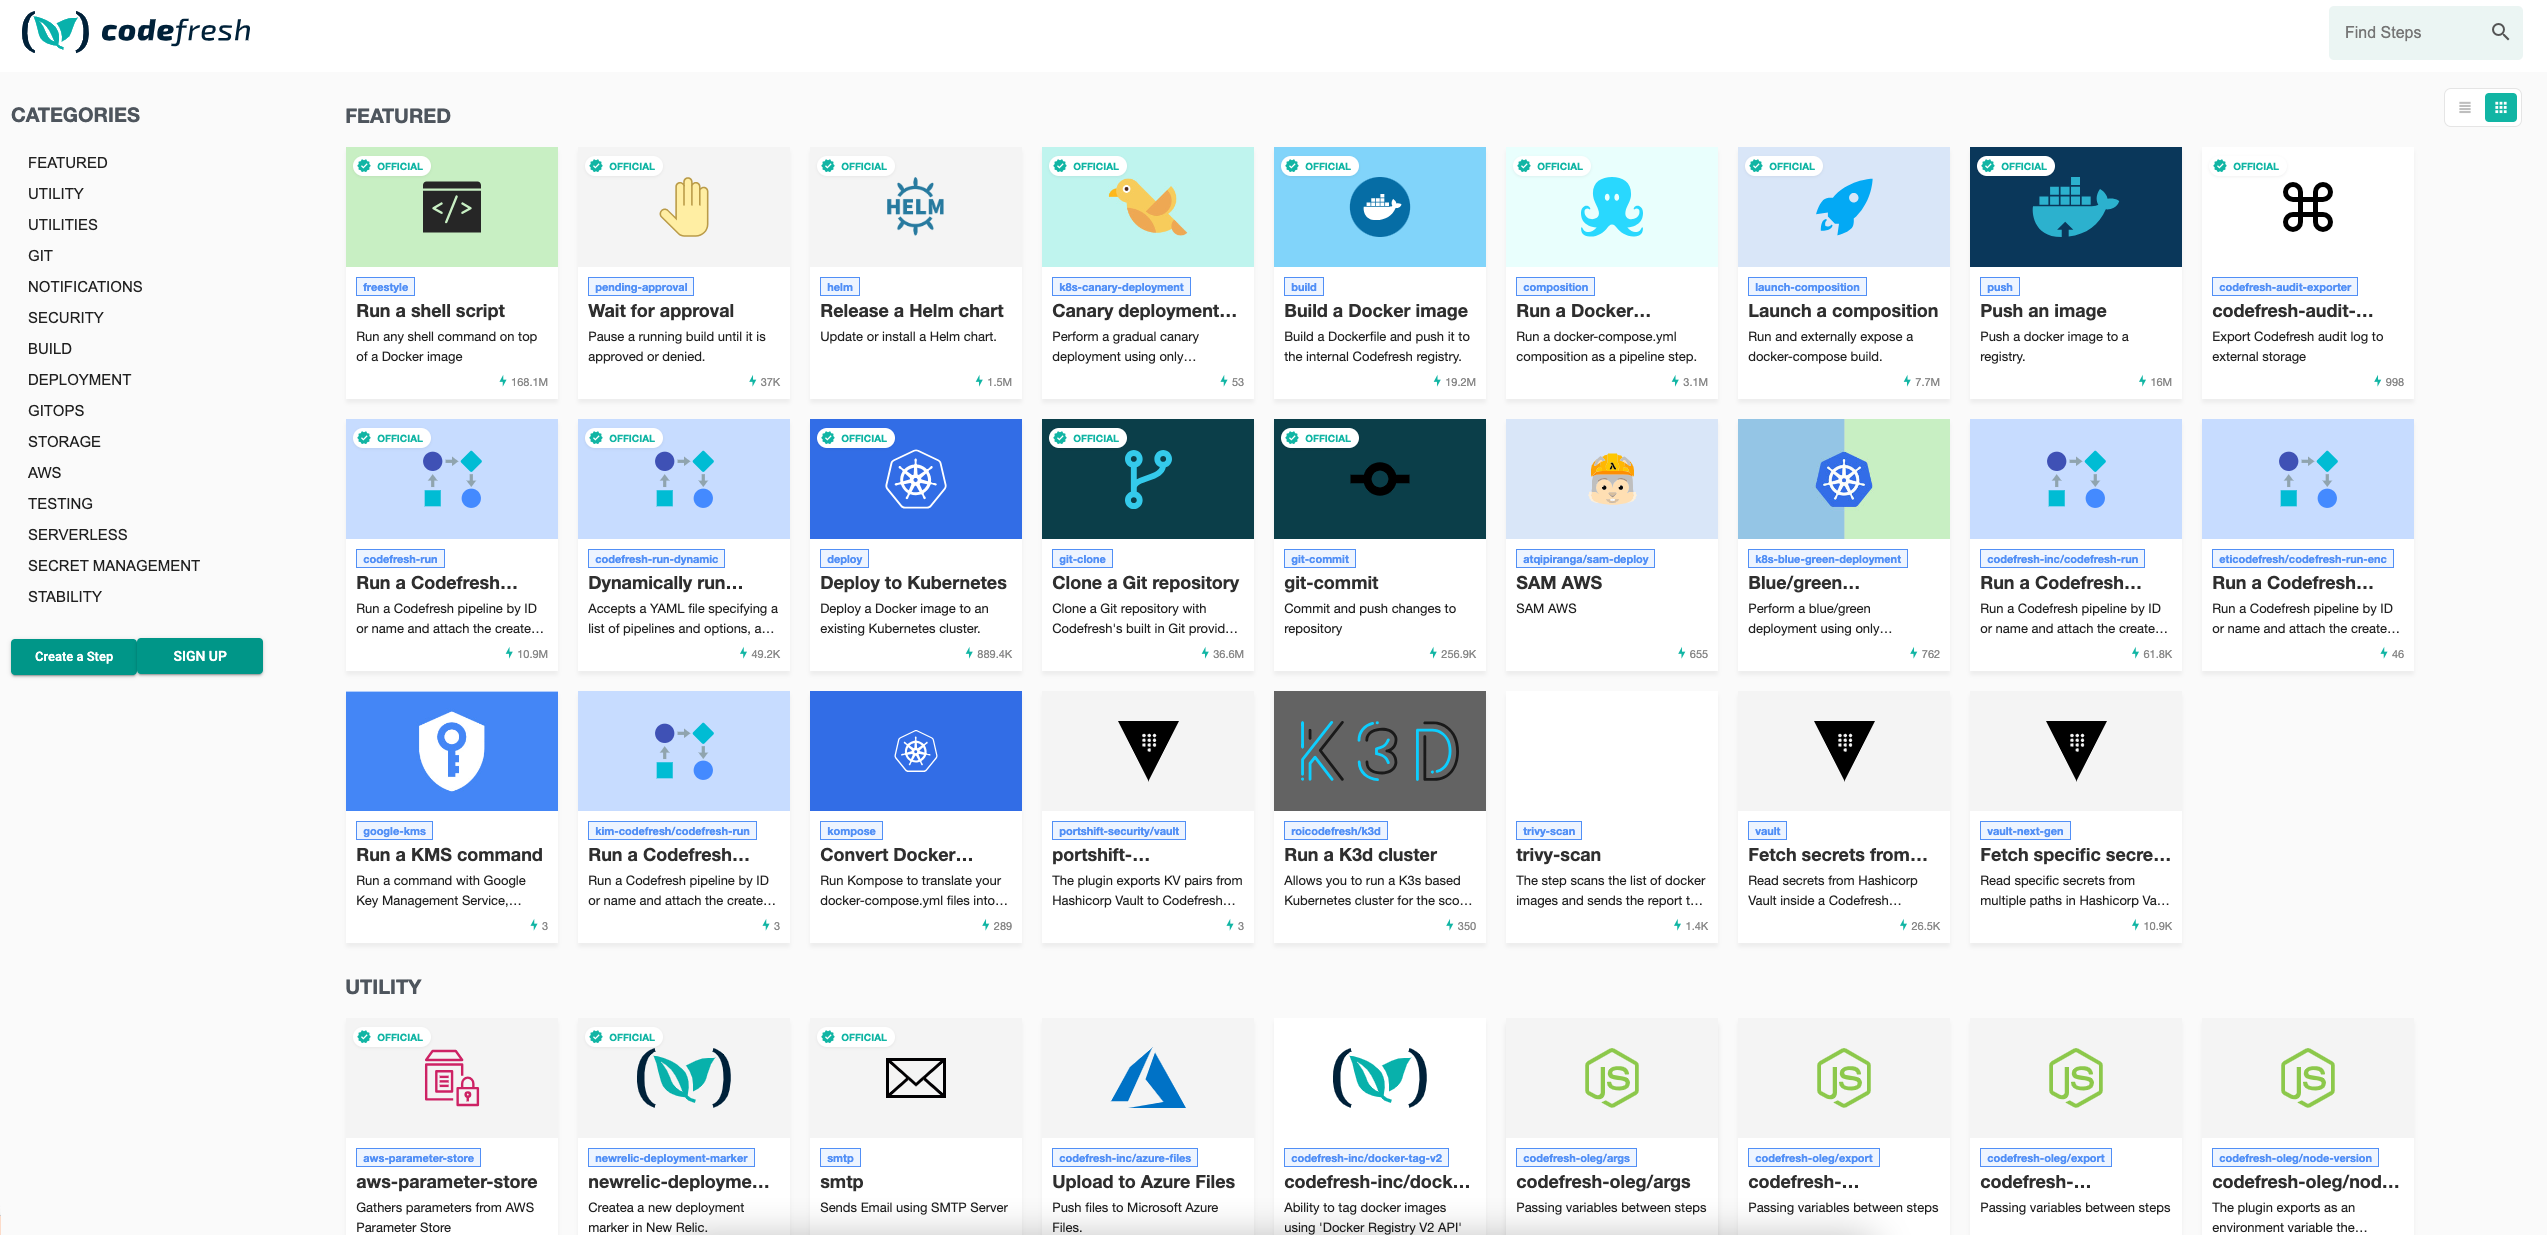 codefresh
Find Steps
CATEGORIES
FEATURED
UTILITY
UTILITIES
GIT
NOTIFICATIONS
SECURITY
BUILD
DEPLOYMENT
GITOPS
STORAGE
AWS
TESTING
SERVERLESS
SECRET MANAGEMENT
STABILITY
Create a Step
SIGN UP
FEATURED
OFFICIAL
</>
freestyle
Run a shell script
Run any shell command on top
of a Docker image
168.1M
OFFICIAL
pending-approval
Wait for approval
Pause a running build until it is
approved or denied.
37K
OFFICIAL
HELM
helm
Release a Helm chart
Update or install a Helm chart.
1.5M
OFFICIAL
k8s-canary-deployment
Canary deployment...
Perform a gradual canary
deployment using only...
53
OFFICIAL
build
Build a Docker image
Build a Dockerfile and push it to
the internal Codefresh registry.
19.2M
OFFICIAL
composition
Run a Docker...
Run a docker-compose.yml
composition as a pipeline step.
3.1M
OFFICIAL
launch-composition
Launch a composition
Run and externally expose a
docker-compose build.
7.7M
OFFICIAL
push
Push an image
Push a docker image to a
registry.
16M
OFFICIAL
codefresh-audit-exporter
codefresh-audit-...
Export Codefresh audit log to
external storage
998
OFFICIAL
codefresh-run
Run a Codefresh...
Run a Codefresh pipeline by ID
or name and attach the create...
10.9M
OFFICIAL
codefresh-run-dynamic
Dynamically run...
Accepts a YAML file specifying a
list of pipelines and options, a...
49.2K
OFFICIAL
deploy
Deploy to Kubernetes
Deploy a Docker image to an
existing Kubernetes cluster.
889.4K
OFFICIAL
git-clone
Clone a Git repository
Clone a Git repository with
Codefresh's built in Git provid...
36.6M
OFFICIAL
git-commit
git-commit
Commit and push changes to
repository
256.9K
λ
atqipiranga/sam-deploy
SAM AWS
SAM AWS
655
k8s-blue-green-deployment
Blue/green...
Perform a blue/green
deployment using only...
762
codefresh-inc/codefresh-run
Run a Codefresh...
Run a Codefresh pipeline by ID
or name and attach the create...
61.8K
eticodefresh/codefresh-run-enc
Run a Codefresh...
Run a Codefresh pipeline by ID
or name and attach the create...
46
google-kms
Run a KMS command
Run a command with Google
Key Management Service,...
3
kim-codefresh/codefresh-run
Run a Codefresh...
Run a Codefresh pipeline by ID
or name and attach the create...
3
kompose
Convert Docker...
Run Kompose to translate your
docker-compose.yml files into...
289
portshift-security/vault
portshift-...
The plugin exports KV pairs from
Hashicorp Vault to Codefresh...
3
K3D
roicodefresh/k3d
Run a K3d cluster
Allows you to run a K3s based
Kubernetes cluster for the sco...
350
trivy-scan
trivy-scan
The step scans the list of docker
images and sends the report t...
1.4K
vault
Fetch secrets from...
Read secrets from Hashicorp
Vault inside a Codefresh...
26.5K
vault-next-gen
Fetch specific secre...
Read specific secrets from
multiple paths in Hashicorp Va...
10.9K
UTILITY
OFFICIAL
aws-parameter-store
aws-parameter-store
Gathers parameters from AWS
Parameter Store
OFFICIAL
newrelic-deployment-marker
newrelic-deployme...
Createa a new deployment
marker in New Relic.
OFFICIAL
smtp
smtp
Sends Email using SMTP Server
codefresh-inc/azure-files
Upload to Azure Files
Push files to Microsoft Azure
Files.
codefresh-inc/docker-tag-v2
codefresh-inc/dock...
Ability to tag docker images
using 'Docker Registry V2 API'
JS
codefresh-oleg/args
codefresh-oleg/args
Passing variables between steps
JS
codefresh-oleg/export
codefresh-...
Passing variables between steps
JS
codefresh-oleg/export
codefresh-...
Passing variables between steps
JS
codefresh-oleg/node-version
codefresh-oleg/nod...
The plugin exports as an
environment variable the...